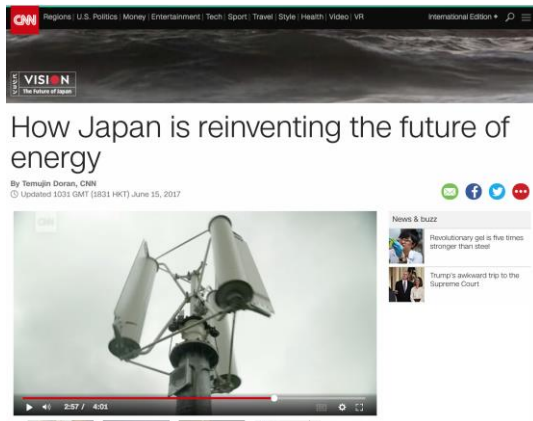 CNN Regions | U.S. Politics | Money | Entertainment | Tech | Sport | Travel | Style | Health | Video | VR International Edition +
VISION
The Future of Japan
How Japan is reinventing the future of
energy
By Temujin Doran, CNN
Updated 1031 GMT (1831 HKT) June 15, 2017
News & buzz
Revolutionary gel is five times
stronger than steel
Trump's awkward trip to the
Supreme Court
CNN
2:57 / 4:01